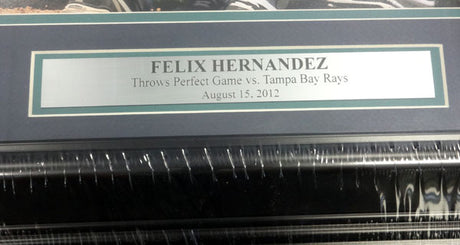 FELIX HERNANDEZ
Throws Perfect Game vs. Tampa Bay Rays
August 15, 2012